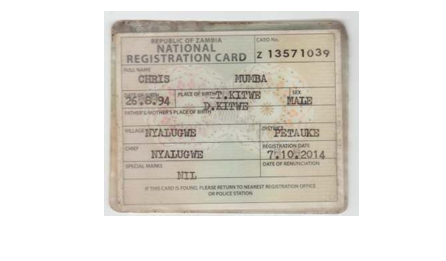 REPUBLIC OF ZAMBIA
NATIONAL REGISTRATION CARD
CARD No. Z 13571039
FULL NAME
CHRIS MUMBA
DATE OF BIRTH PLACE OF BIRTH SEX
26.8.94 T.KITWE MALE
D.KITWE
FATHER'S/MOTHER'S PLACE OF BIRTH
VILLAGE NYALUGWE DISTRICT PETAUKE
CHIEF NYALUGWE REGISTRATION DATE 7.10.2014
SPECIAL MARKS DATE OF RENUNCIATION
NIL
IF THIS CARD IS FOUND, PLEASE RETURN TO NEAREST REGISTRATION OFFICE
OR POLICE STATION